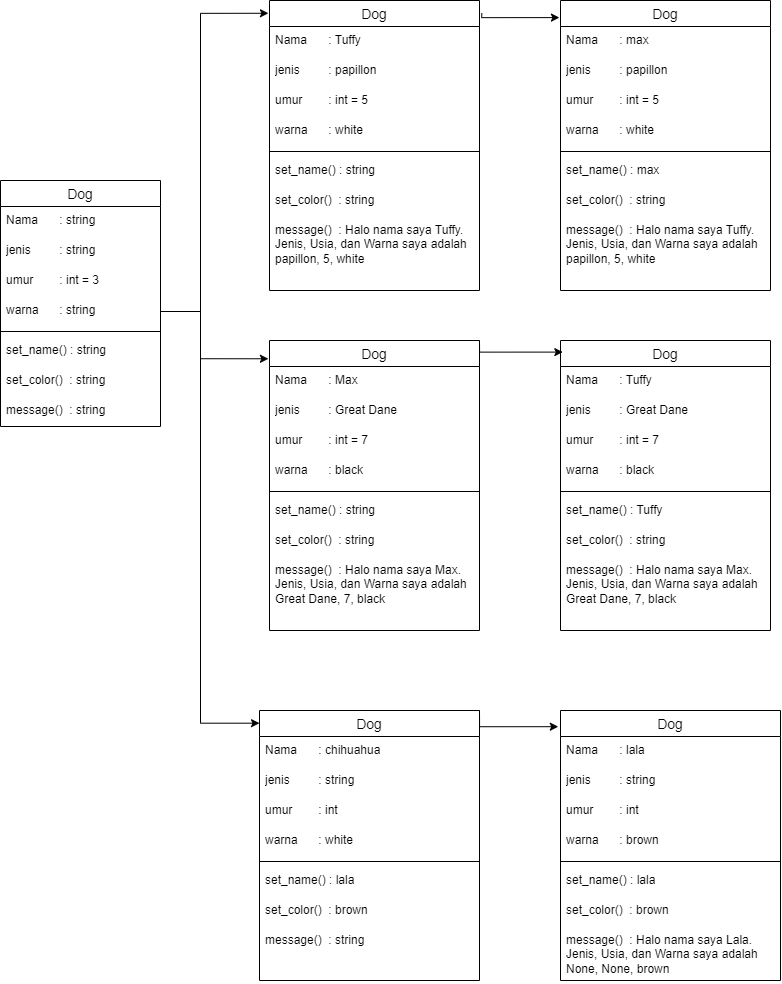 Dog
Nama : string
jenis : string
umur : int = 3
warna : string
set_name() : string
set_color() : string
message() : string
Dog
Nama : Tuffy
jenis : papillon
umur : int = 5
warna : white
set_name() : string
set_color() : string
message() : Halo nama saya Tuffy.
Jenis, Usia, dan Warna saya adalah
papillon, 5, white
Dog
Nama : max
jenis : papillon
umur : int = 5
warna : white
set_name() : max
set_color() : string
message() : Halo nama saya Tuffy.
Jenis, Usia, dan Warna saya adalah
papillon, 5, white
Dog
Nama : Max
jenis : Great Dane
umur : int = 7
warna : black
set_name() : string
set_color() : string
message() : Halo nama saya Max.
Jenis, Usia, dan Warna saya adalah
Great Dane, 7, black
Dog
Nama : Tuffy
jenis : Great Dane
umur : int = 7
warna : black
set_name() : Tuffy
set_color() : string
message() : Halo nama saya Max.
Jenis, Usia, dan Warna saya adalah
Great Dane, 7, black
Dog
Nama : chihuahua
jenis : string
umur : int
warna : white
set_name() : lala
set_color() : brown
message() : string
Dog
Nama : lala
jenis : string
umur : int
warna : brown
set_name() : lala
set_color() : brown
message() : Halo nama saya Lala.
Jenis, Usia, dan Warna saya adalah
None, None, brown